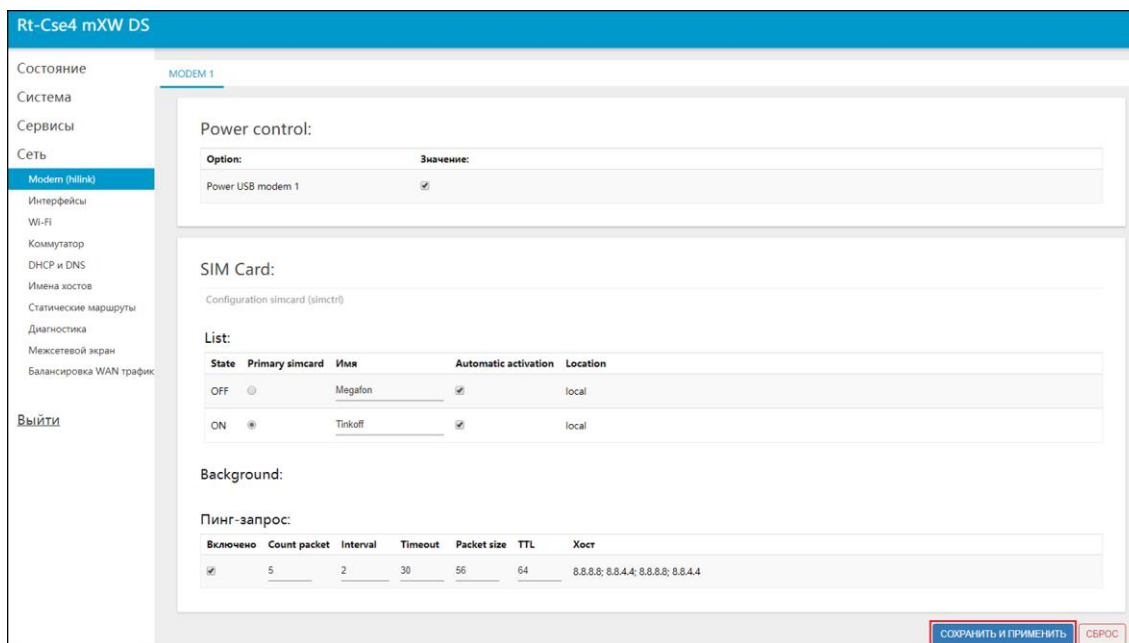 Rt-Cse4 mXW DS
Состояние
Система
Сервисы
Сеть
Modem (hilink)
Интерфейсы
Wi-Fi
Коммутатор
DHCP и DNS
Имена хостов
Статические маршруты
Диагностика
Межсетевой экран
Балансировка WAN трафик
Выйти
MODEM 1
Power control:
Option: Значение:
Power USB modem 1
SIM Card:
Configuration simcard (simctrl)
List:
State Primary simcard Имя Automatic activation Location
OFF Megafon local
ON Tinkoff local
Background:
Пинг-запрос:
Включено Count packet Interval Timeout Packet size TTL Хост
5 2 30 56 64 8.8.8.8; 8.8.4.4; 8.8.8.8; 8.8.4.4
СОХРАНИТЬ И ПРИМЕНИТЬ СБРОС